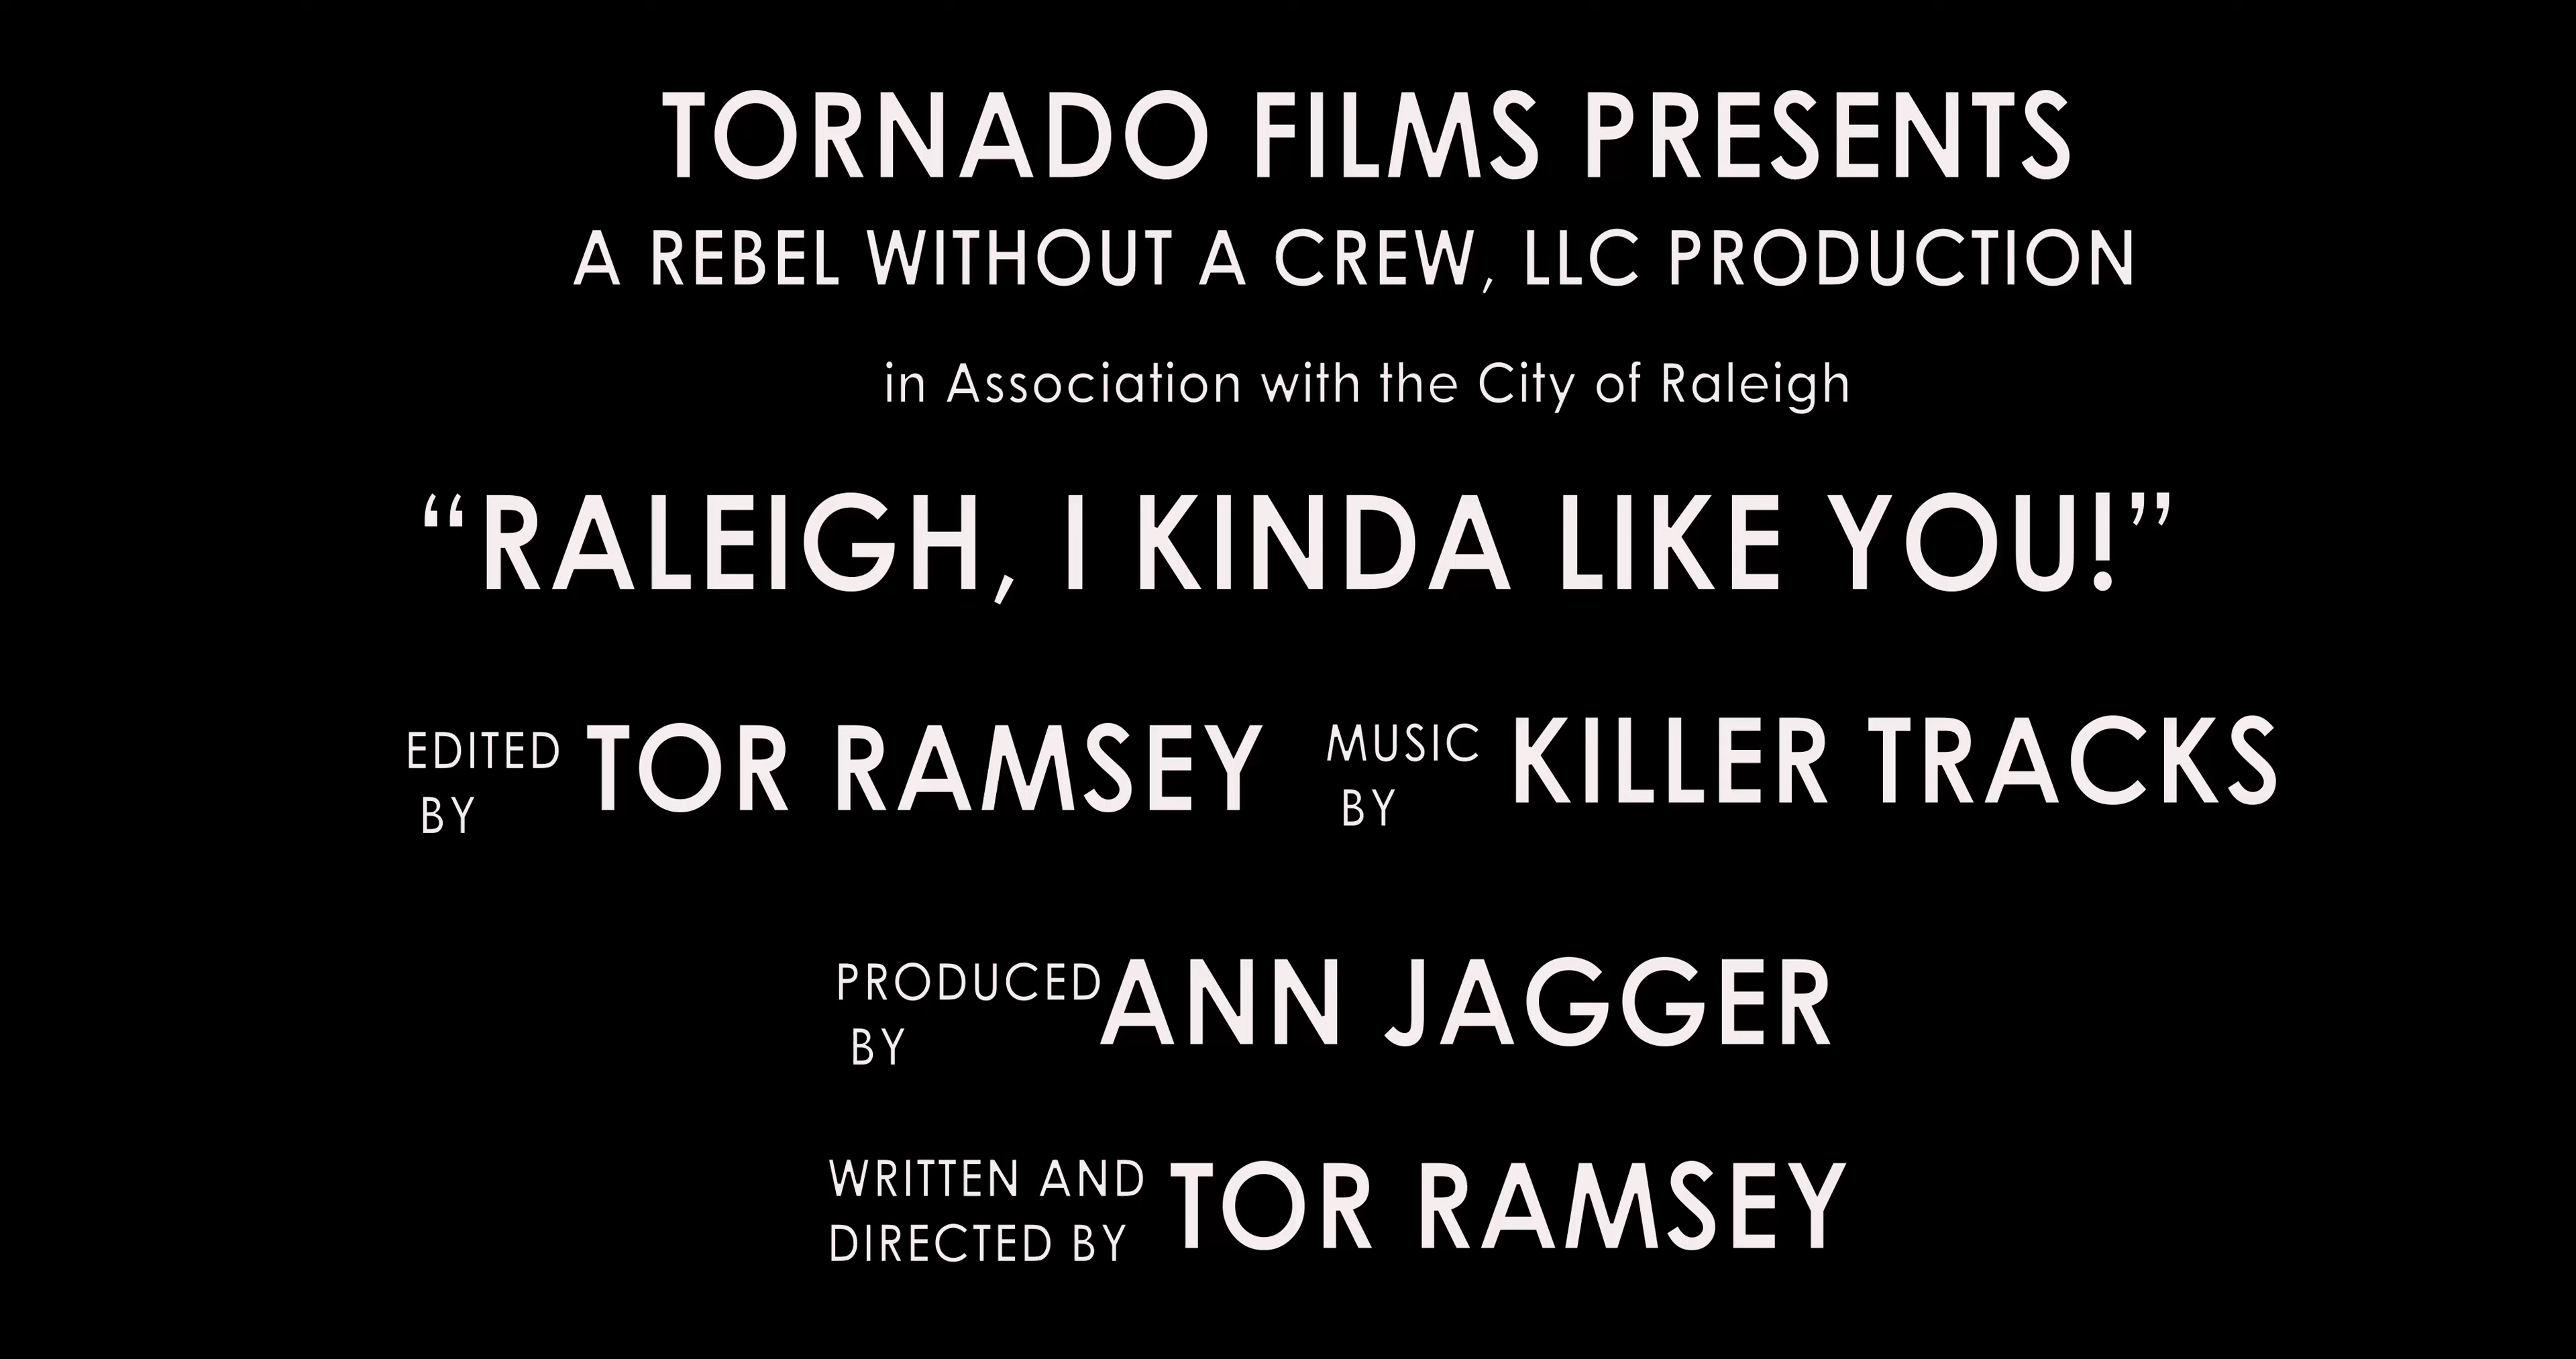 TORNADO FILMS PRESENTS
A REBEL WITHOUT A CREW, LLC PRODUCTION
in Association with the City of Raleigh
“RALEIGH, I KINDA LIKE YOU!”
EDITED BY TOR RAMSEY
MUSIC BY KILLER TRACKS
PRODUCED BY ANN JAGGER
WRITTEN AND DIRECTED BY TOR RAMSEY